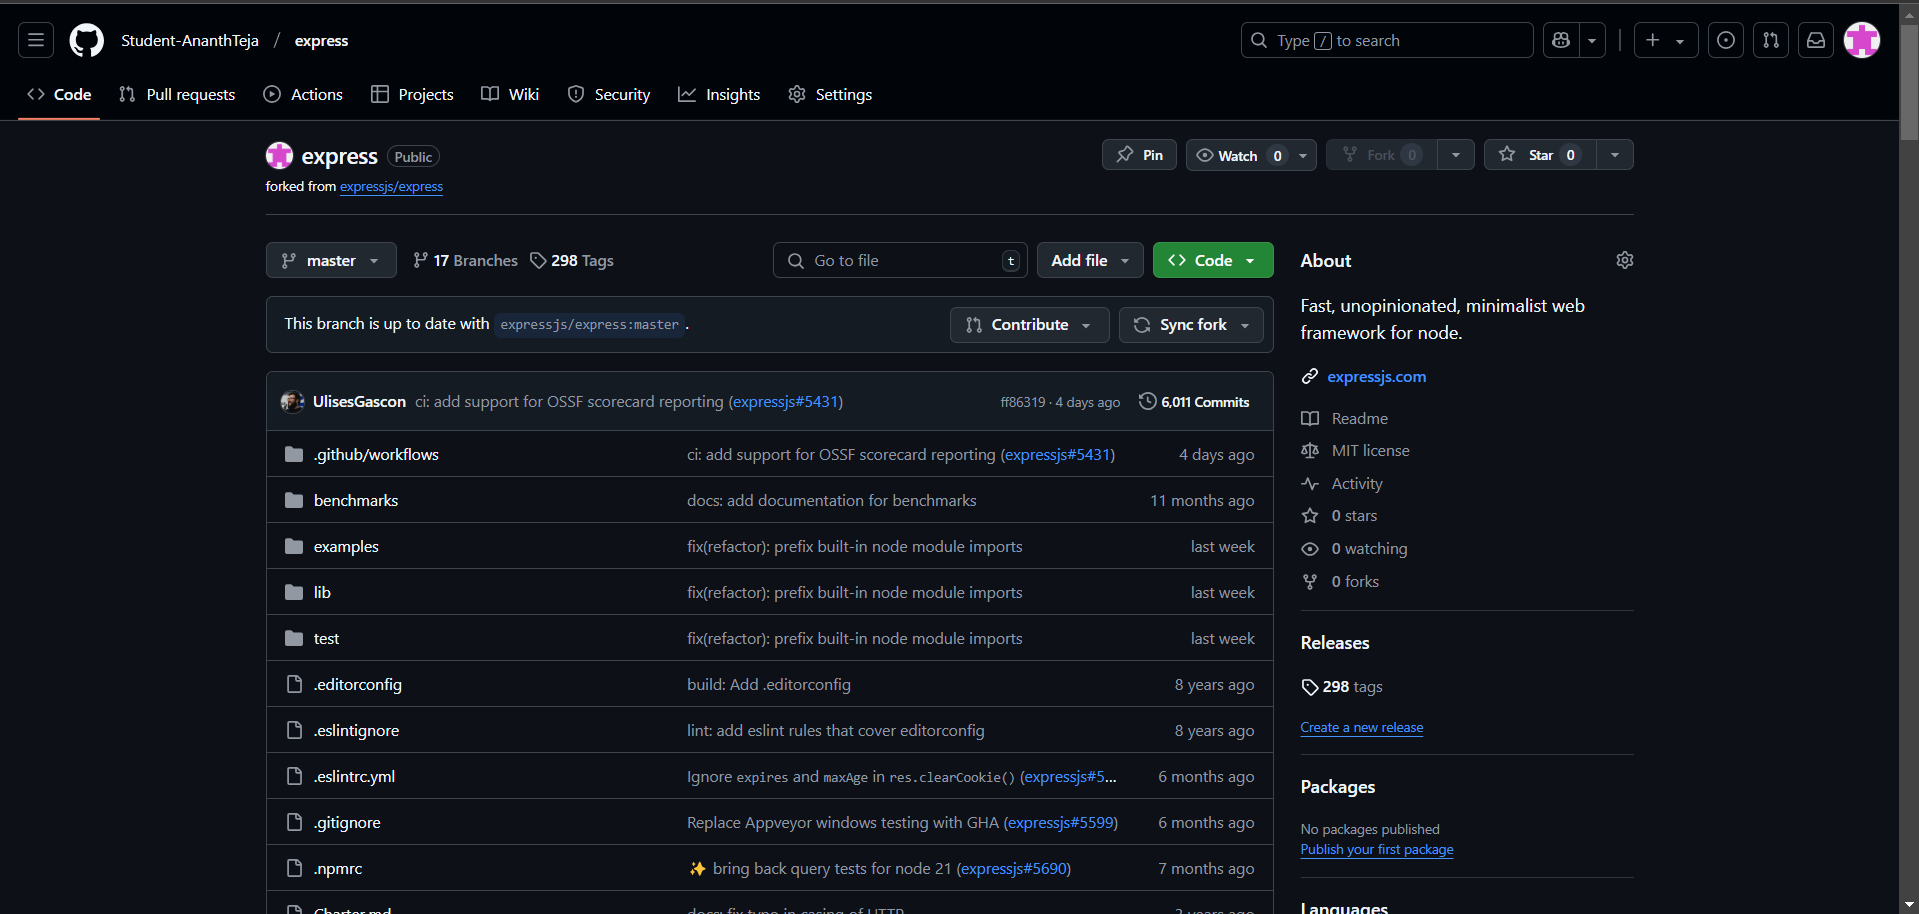 Student-AnanthTeja / express
Type / to search
Code Pull requests Actions Projects Wiki Security Insights Settings
express Public
forked from expressjs/express
Pin Watch 0 Fork 0 Star 0
master 17 Branches 298 Tags
Go to file t Add file Code
This branch is up to date with expressjs/express:master .
Contribute Sync fork
UlisesGascon ci: add support for OSSF scorecard reporting (expressjs#5431) ff86319 · 4 days ago 6,011 Commits
.github/workflows ci: add support for OSSF scorecard reporting (expressjs#5431) 4 days ago
benchmarks docs: add documentation for benchmarks 11 months ago
examples fix(refactor): prefix built-in node module imports last week
lib fix(refactor): prefix built-in node module imports last week
test fix(refactor): prefix built-in node module imports last week
.editorconfig build: Add .editorconfig 8 years ago
.eslintignore lint: add eslint rules that cover editorconfig 8 years ago
.eslintrc.yml Ignore expires and maxAge in res.clearCookie() (expressjs#5... 6 months ago
.gitignore Replace Appveyor windows testing with GHA (expressjs#5599) 6 months ago
.npmrc ✨ bring back query tests for node 21 (expressjs#5690) 7 months ago
Charter.md docs: fix typo in casing of HTTP 3 years ago
About
Fast, unopinionated, minimalist web
framework for node.
expressjs.com
Readme
MIT license
Activity
0 stars
0 watching
0 forks
Releases
298 tags
Create a new release
Packages
No packages published
Publish your first package
Languages